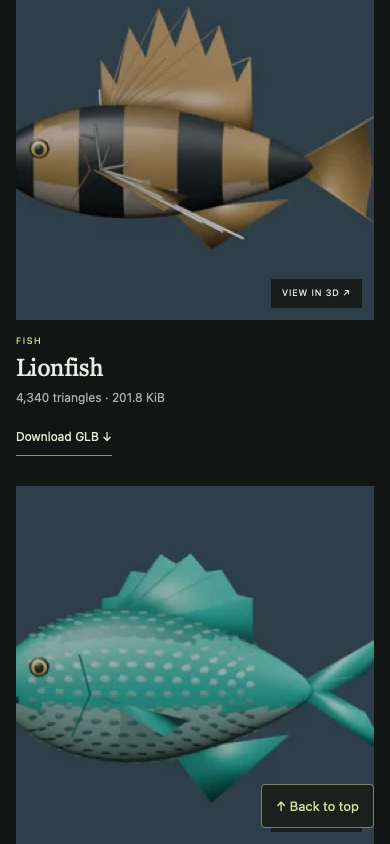 VIEW IN 3D ↗
FISH
Lionfish
4,340 triangles · 201.8 KiB
Download GLB ↓
↑ Back to top